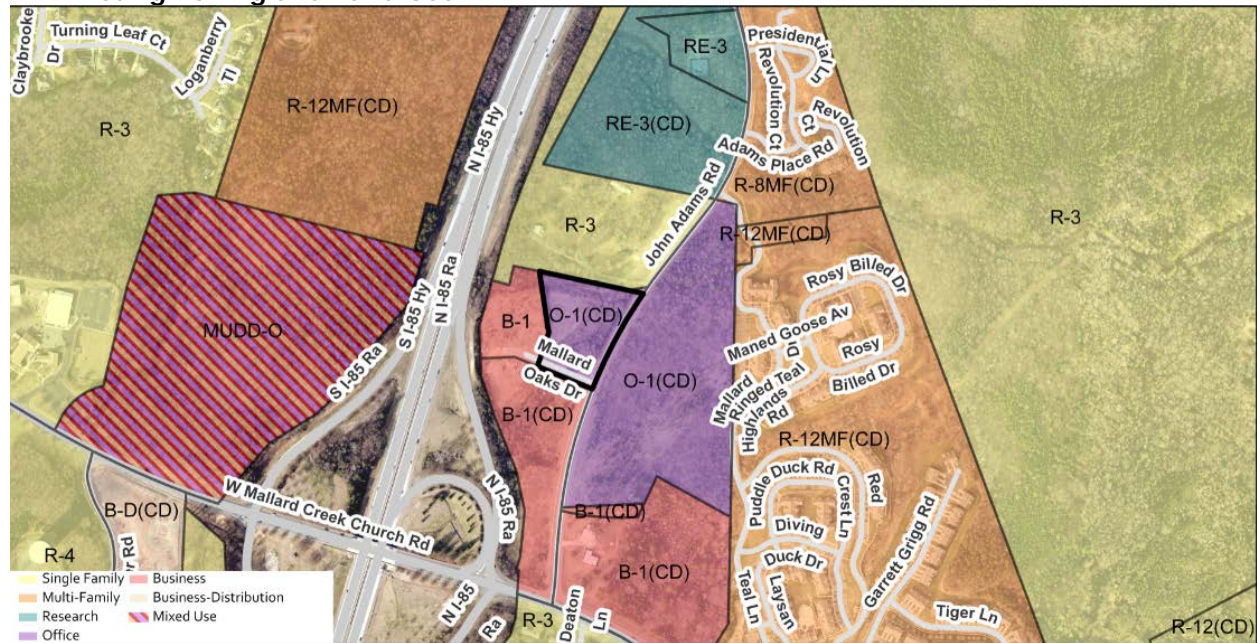 Turning Leaf Ct
Claybrooke
Dr
Loganberry
Tl
R-3
R-12MF(CD)
N I-85 Hy
RE-3
RE-3(CD)
Presidential Ln
Revolution Ct
Revolution
Adams Place Rd
R-8MF(CD)
R-3
John Adams Rd
R-3
R-12MF(CD)
MUDD-O
S I-85 Hy
N I-85 Ra
S I-85 Ra
B-1
O-1(CD)
Mallard
Oaks Dr
B-1(CD)
O-1(CD)
Rosy Billed Dr
Maned Goose Av
Rosy
Billed Dr
Mallard
Ringed Teal
Dr
Highlands
Rd
R-12MF(CD)
Puddle Duck Rd
Crest Ln
Red
Diving
Duck Dr
Teal Ln
Laysan
Garrett Grigg Rd
Tiger Ln
R-12(CD)
W Mallard Creek Church Rd
N I-85 Ra
B-1(CD)
B-1(CD)
B-D(CD)
er Rd
R-4
N I-85
Ra
R-3
Deaton
Ln
Single Family
Multi-Family
Research
Office
Business
Business-Distribution
Mixed Use